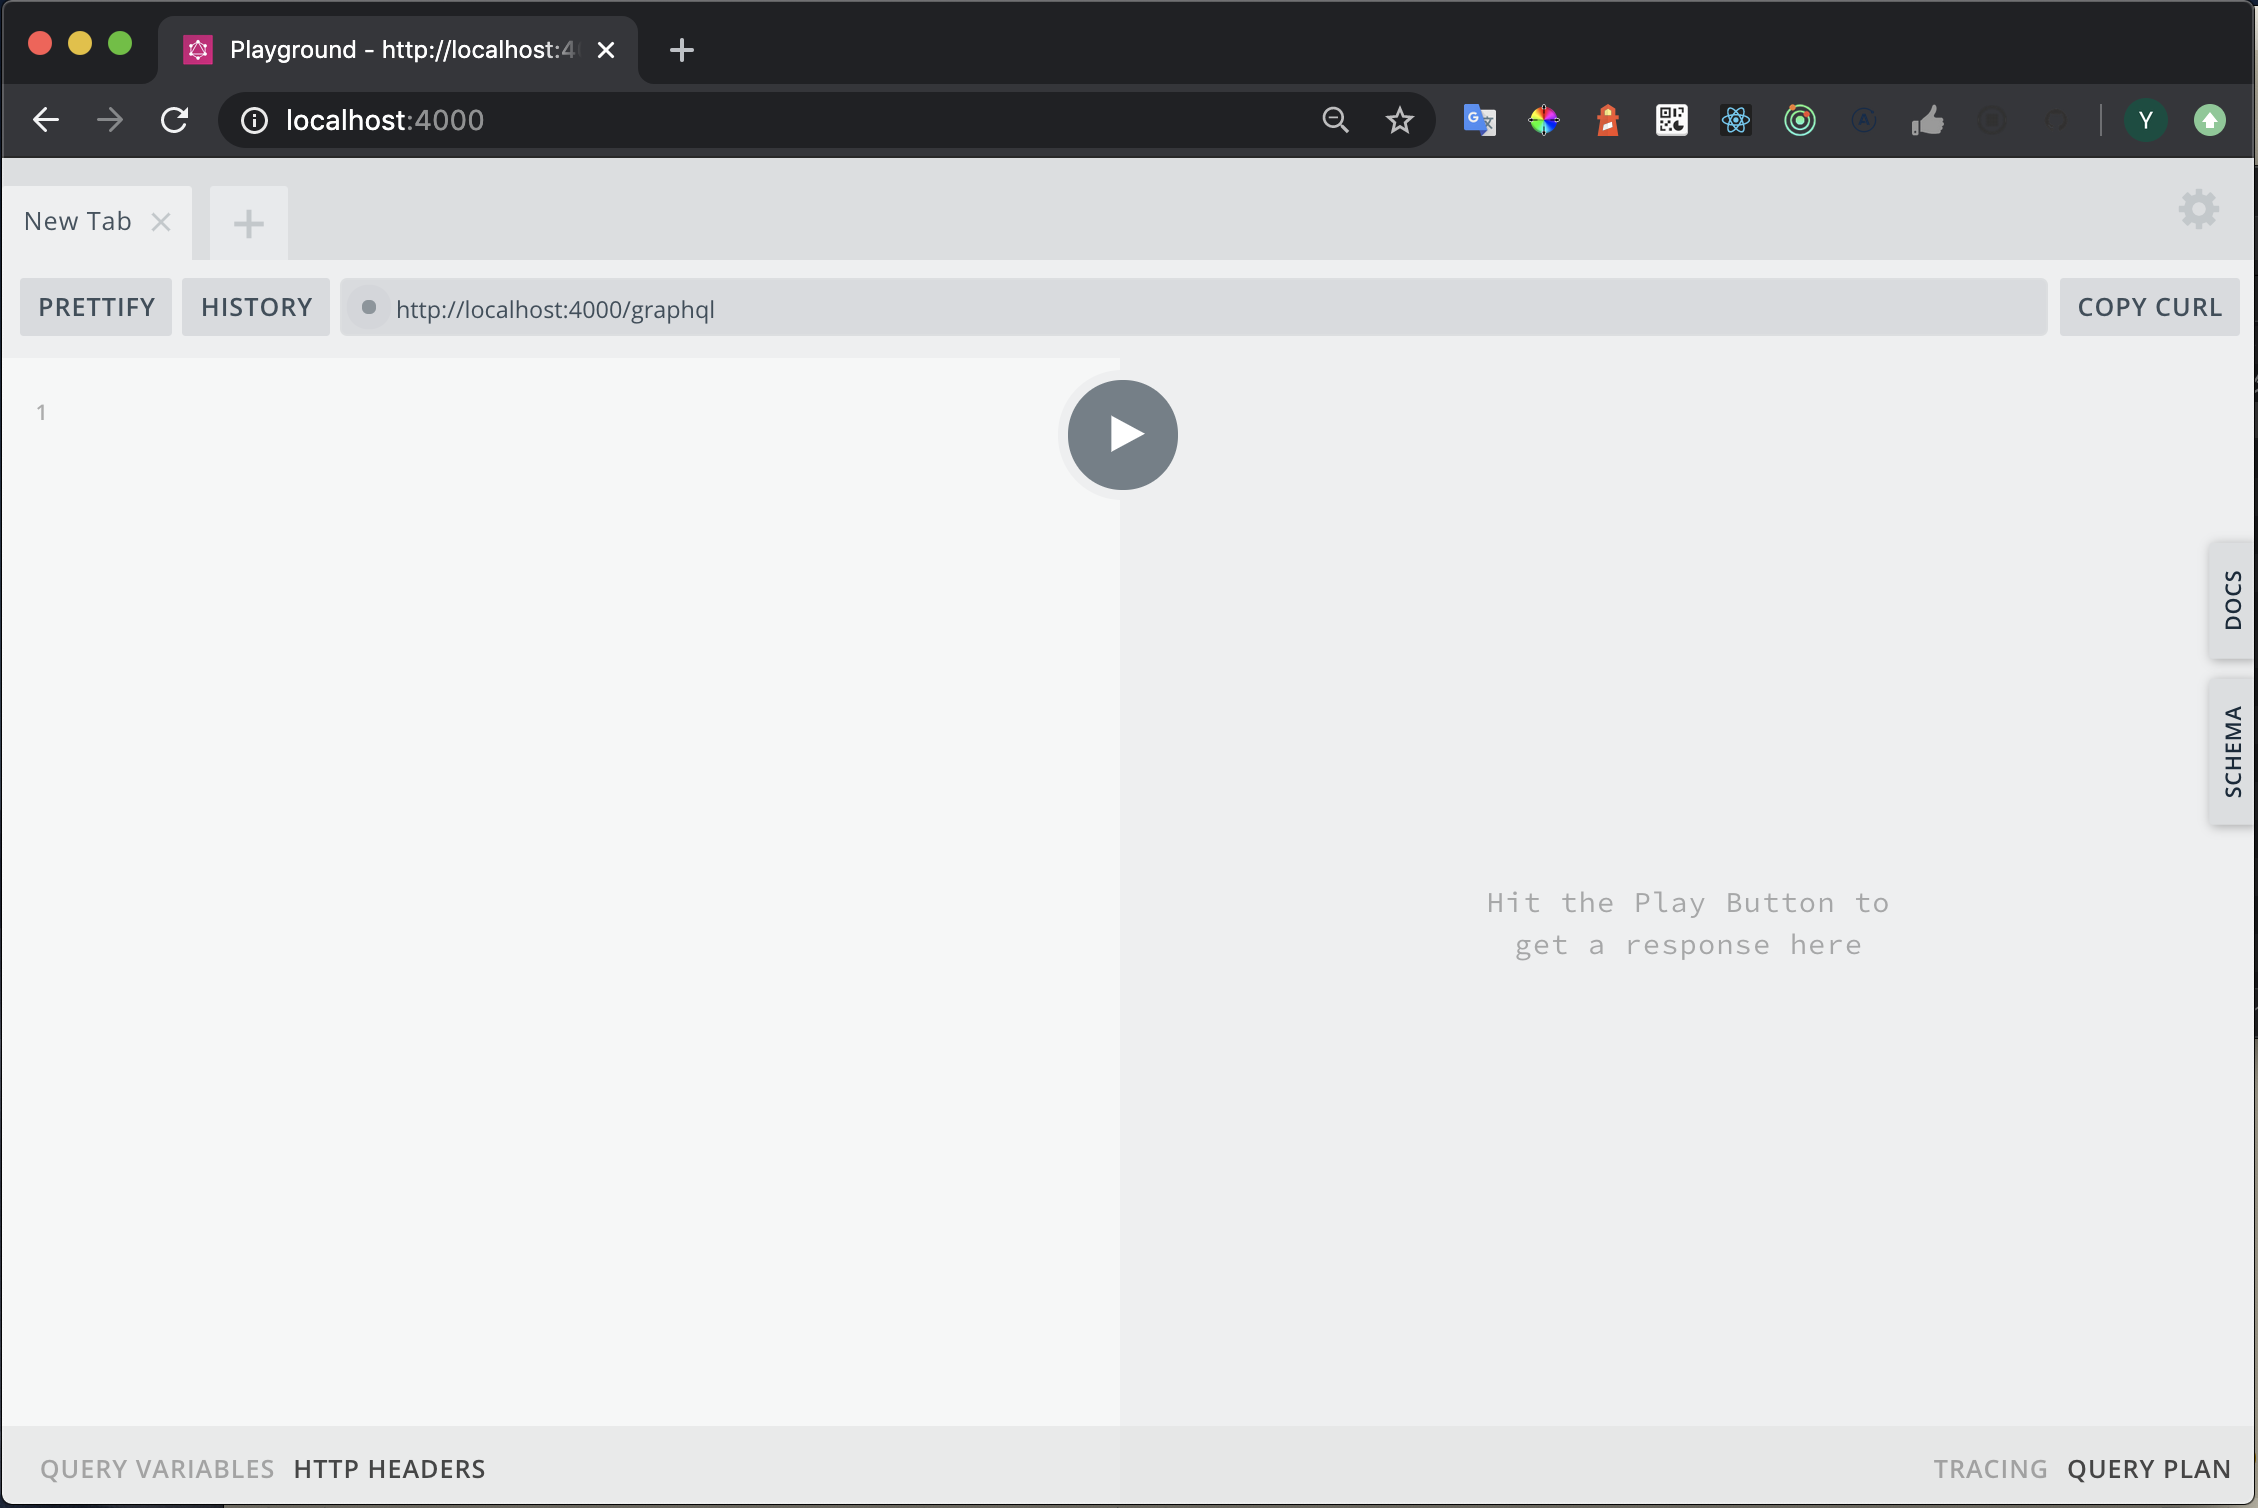 Playground - http://localhost:4
localhost:4000
Y
New Tab
PRETTIFY
HISTORY
http://localhost:4000/graphql
COPY CURL
1
DOCS
SCHEMA
Hit the Play Button to
get a response here
QUERY VARIABLES
HTTP HEADERS
TRACING
QUERY PLAN